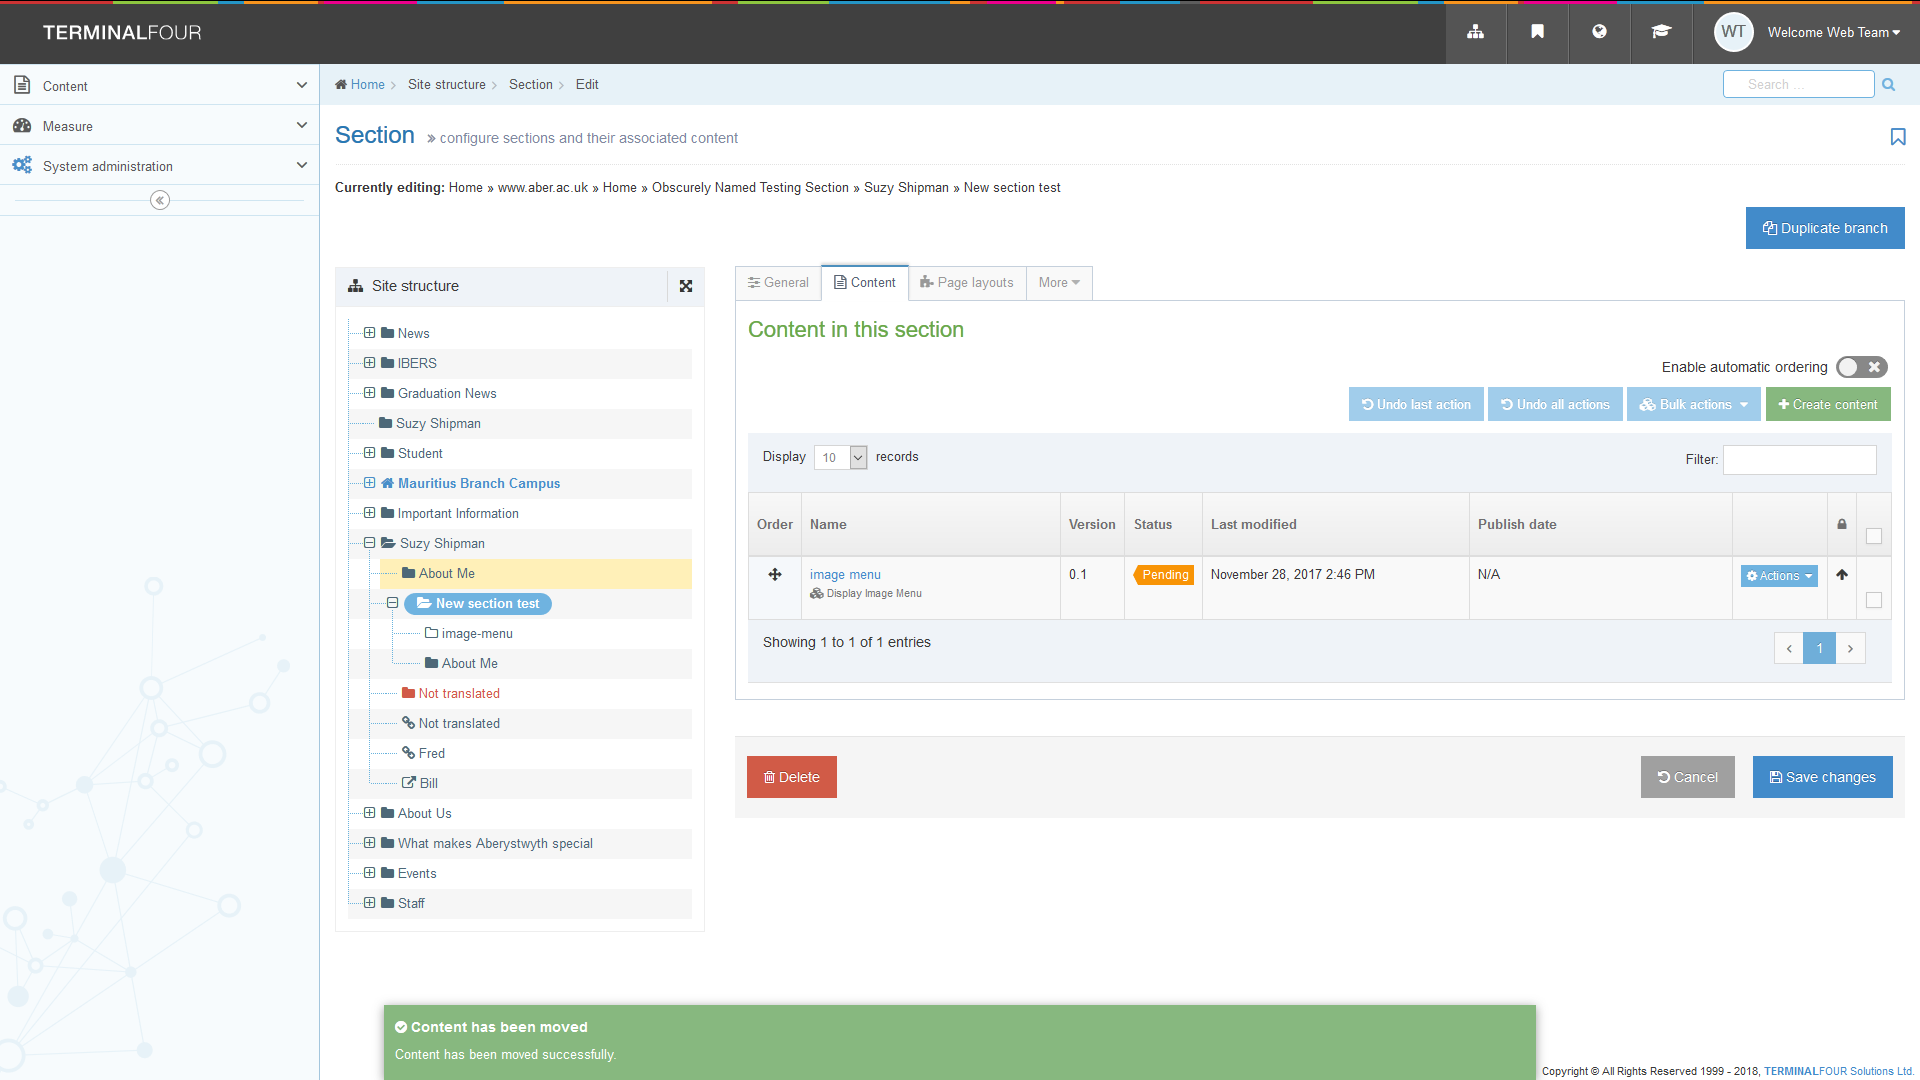 TERMINALFOUR
WT Welcome Web Team
Content
Measure
System administration
Home Site structure Section Edit
Search ...
Section » configure sections and their associated content
Currently editing: Home » www.aber.ac.uk » Home » Obscurely Named Testing Section » Suzy Shipman » New section test
Duplicate branch
Site structure
News
IBERS
Graduation News
Suzy Shipman
Student
Mauritius Branch Campus
Important Information
Suzy Shipman
About Me
New section test
image-menu
About Me
Not translated
Not translated
Fred
Bill
About Us
What makes Aberystwyth special
Events
Staff
General Content Page layouts More
Content in this section
Enable automatic ordering
Undo last action Undo all actions Bulk actions Create content
Display 10 records
Filter:
Order Name Version Status Last modified Publish date
image menu 0.1 Pending November 28, 2017 2:46 PM N/A Actions
Display Image Menu
Showing 1 to 1 of 1 entries
1
Delete
Cancel
Save changes
Content has been moved
Content has been moved successfully.
Copyright © All Rights Reserved 1999 - 2018, TERMINALFOUR Solutions Ltd.